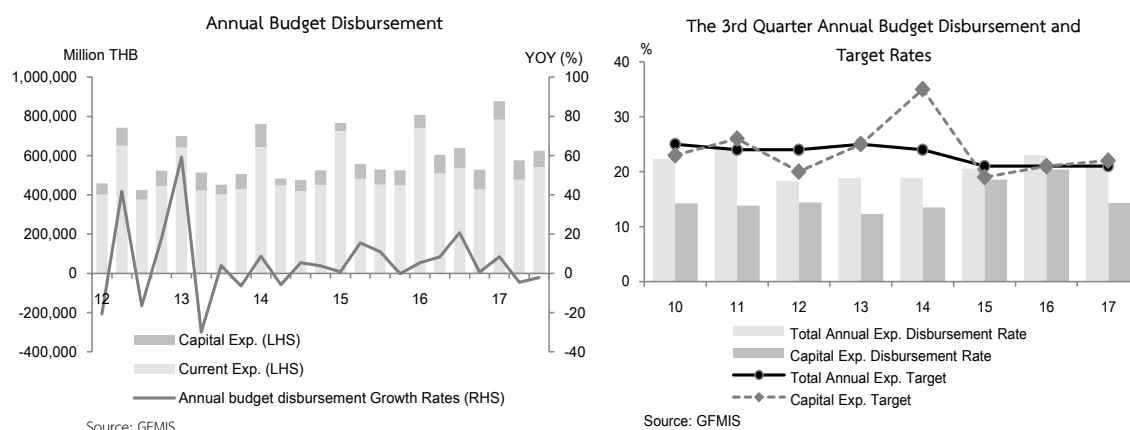 Annual Budget Disbursement
Million THB
YOY (%)
1,000,000
800,000
600,000
400,000
200,000
0
-200,000
-400,000
100
80
60
40
20
0
-20
-40
12
13
14
15
16
17
Capital Exp. (LHS)
Current Exp. (LHS)
Annual budget disbursement Growth Rates (RHS)
Source: GFMIS
The 3rd Quarter Annual Budget Disbursement and
Target Rates
%
40
30
20
10
0
10
11
12
13
14
15
16
17
Total Annual Exp. Disbursement Rate
Capital Exp. Disbursement Rate
Total Annual Exp. Target
Capital Exp. Target
Source: GFMIS